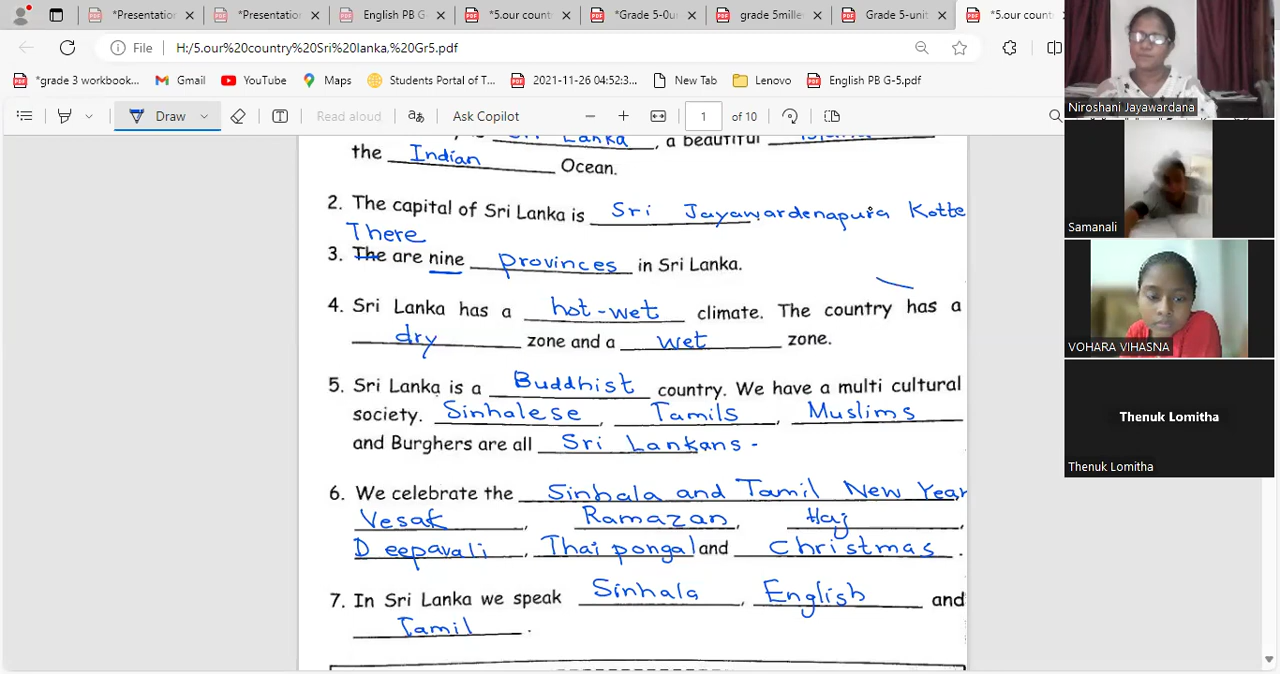 *Presentation
*Presentation
English PB G
*5.our count
*Grade 5-0u
grade 5mille
Grade 5-unit
*5.our count
File H:/5.our%20country%20Sri%20lanka,%20Gr5.pdf
*grade 3 workbook...
Gmail
YouTube
Maps
Students Portal of T...
2021-11-26 04:52:3...
New Tab
Lenovo
English PB G-5.pdf
Draw
Read aloud
Ask Copilot
1 of 10
Sri Lanka, a beautiful island
the Indian Ocean.
2. The capital of Sri Lanka is Sri Jayawardenapura Kotte
There
3. The are nine provinces in Sri Lanka.
4. Sri Lanka has a hot-wet climate. The country has a
dry zone and a wet zone.
5. Sri Lanka is a Buddhist country. We have a multi cultural
society. Sinhalese, Tamils, Muslims
and Burghers are all Sri Lankans.
6. We celebrate the Sinhala and Tamil New Year
Vesak, Ramazan, Haj,
Deepavali, Thai pongal and Christmas.
7. In Sri Lanka we speak Sinhala, English and
Tamil.
Niroshani Jayawardana
Samanali
VOHARA VIHASNA
Thenuk Lomitha
Thenuk Lomitha